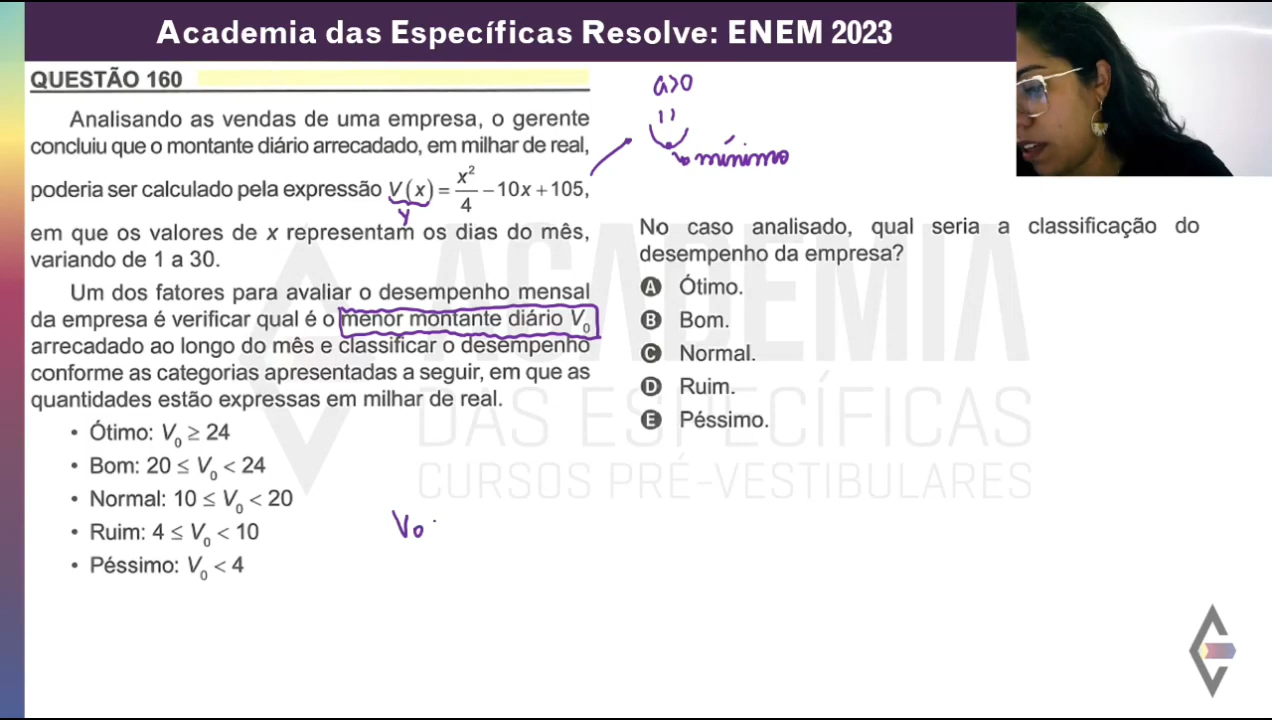 Academia das Específicas Resolve: ENEM 2023
QUESTÃO 160
Analisando as vendas de uma empresa, o gerente
concluiu que o montante diário arrecadado, em milhar de real,
poderia ser calculado pela expressão V(x) = x²/4 − 10x + 105,
y
em que os valores de x representam os dias do mês,
variando de 1 a 30.
Um dos fatores para avaliar o desempenho mensal
da empresa é verificar qual é o menor montante diário V₀
arrecadado ao longo do mês e classificar o desempenho
conforme as categorias apresentadas a seguir, em que as
quantidades estão expressas em milhar de real.
• Ótimo: V₀ ≥ 24
• Bom: 20 ≤ V₀ < 24
• Normal: 10 ≤ V₀ < 20
• Ruim: 4 ≤ V₀ < 10
• Péssimo: V₀ < 4
Vo
a>0
mínimo
No caso analisado, qual seria a classificação do
desempenho da empresa?
A Ótimo.
B Bom.
C Normal.
D Ruim.
E Péssimo.
ACADEMIA
DAS ESPECÍFICAS
CURSOS PRÉ-VESTIBULARES